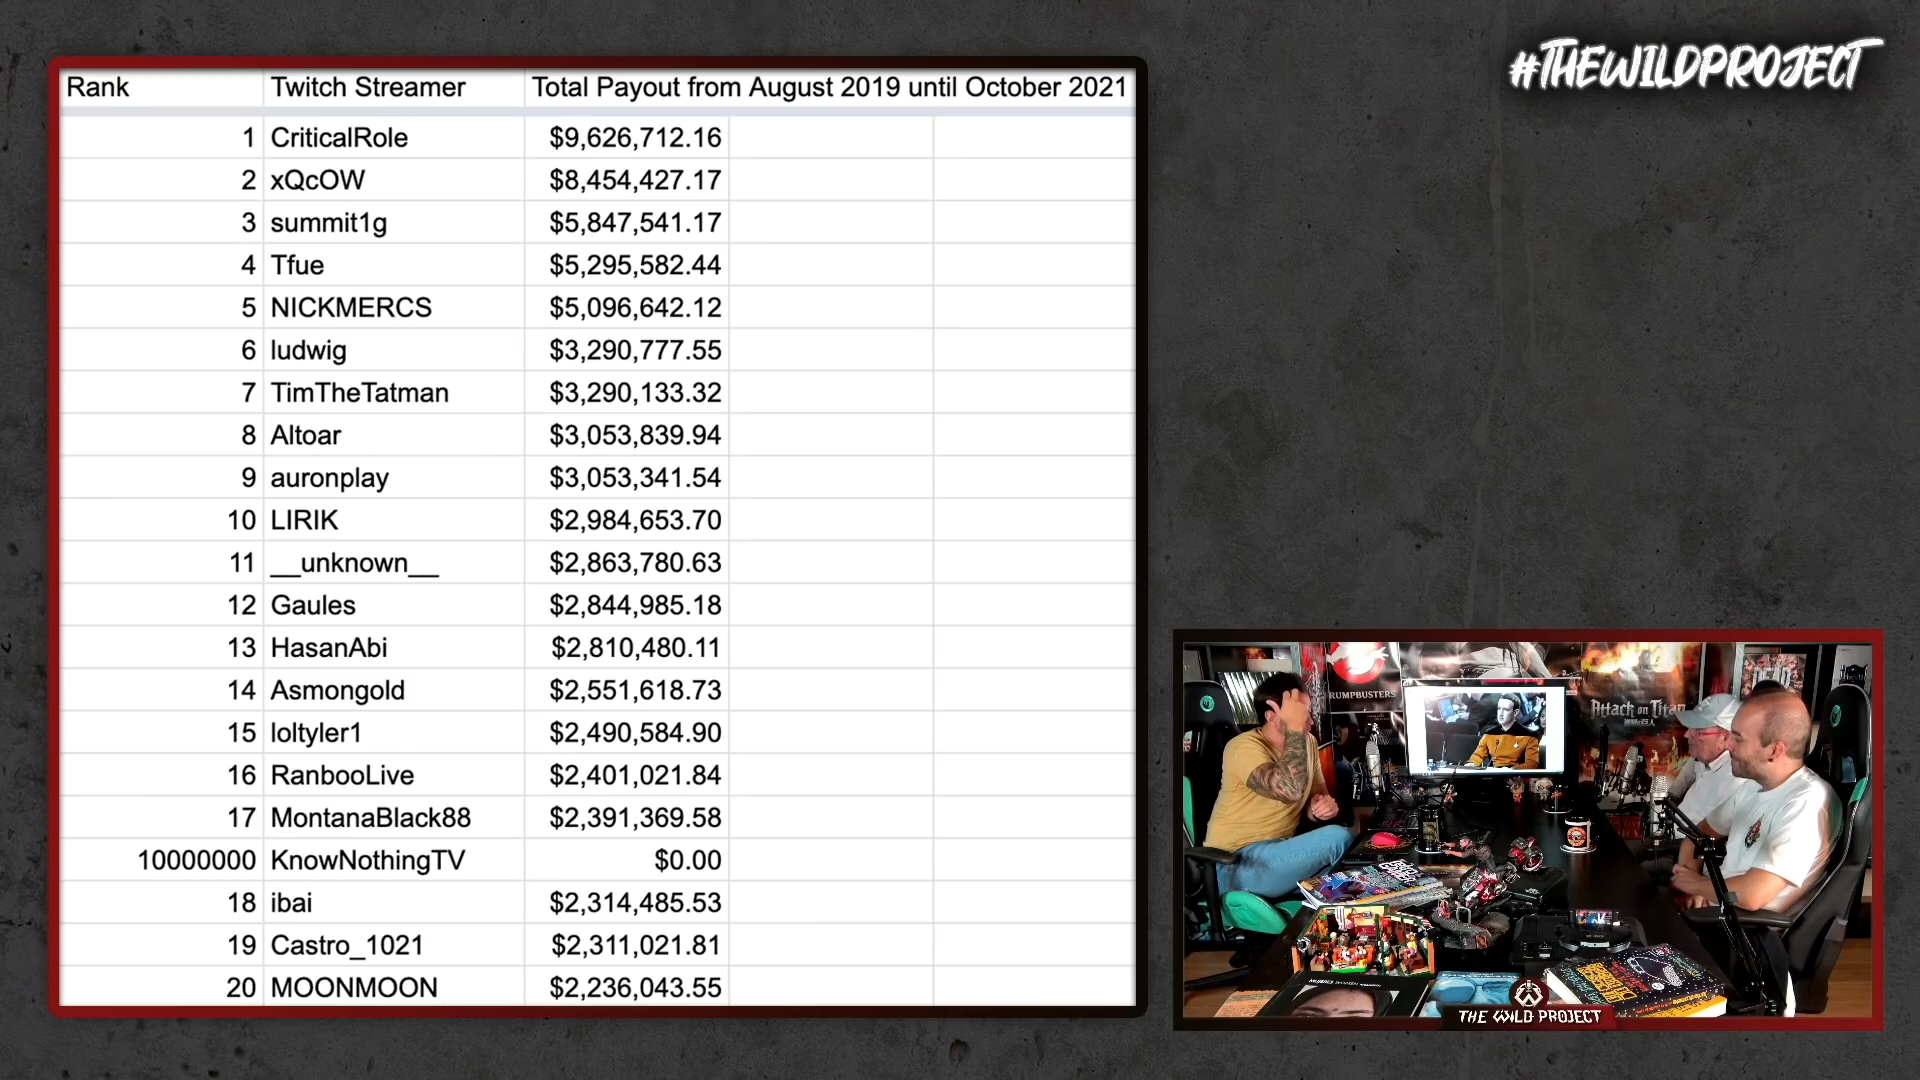 #THEWILDPROJECT
Rank Twitch Streamer Total Payout from August 2019 until October 2021
1 CriticalRole $9,626,712.16
2 xQcOW $8,454,427.17
3 summit1g $5,847,541.17
4 Tfue $5,295,582.44
5 NICKMERCS $5,096,642.12
6 ludwig $3,290,777.55
7 TimTheTatman $3,290,133.32
8 Altoar $3,053,839.94
9 auronplay $3,053,341.54
10 LIRIK $2,984,653.70
11 __unknown__ $2,863,780.63
12 Gaules $2,844,985.18
13 HasanAbi $2,810,480.11
14 Asmongold $2,551,618.73
15 loltyler1 $2,490,584.90
16 RanbooLive $2,401,021.84
17 MontanaBlack88 $2,391,369.58
10000000 KnowNothingTV $0.00
18 ibai $2,314,485.53
19 Castro_1021 $2,311,021.81
20 MOONMOON $2,236,043.55
RUMPBUSTERS
Attack on Titan
THE WILD PROJECT